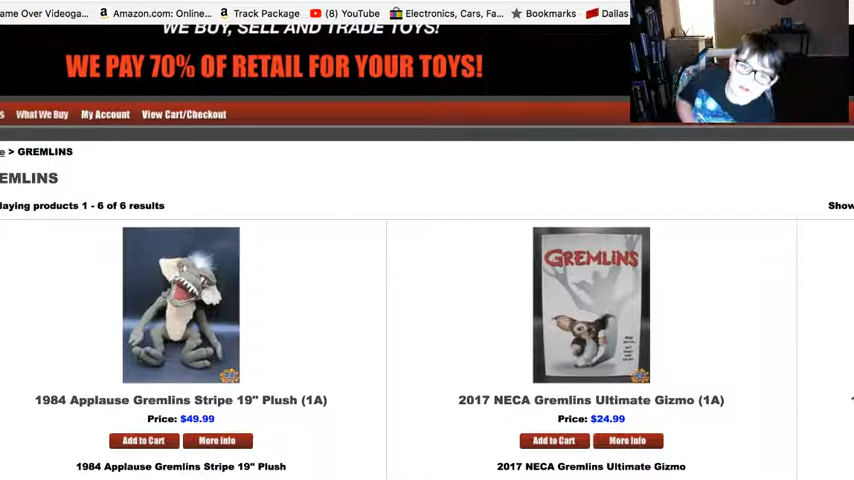 ame Over Videoga... Amazon.com: Online... Track Package (8) YouTube Electronics, Cars, Fa... Bookmarks Dallas
WE BUY, SELL AND TRADE TOYS!
WE PAY 70% OF RETAIL FOR YOUR TOYS!
s What We Buy My Account View Cart/Checkout
e > GREMLINS
EMLINS
laying products 1 - 6 of 6 results
Show
GREMLINS
1984 Applause Gremlins Stripe 19" Plush (1A)
2017 NECA Gremlins Ultimate Gizmo (1A)
Price: $49.99
Price: $24.99
Add to Cart More Info
Add to Cart More Info
1984 Applause Gremlins Stripe 19" Plush
2017 NECA Gremlins Ultimate Gizmo